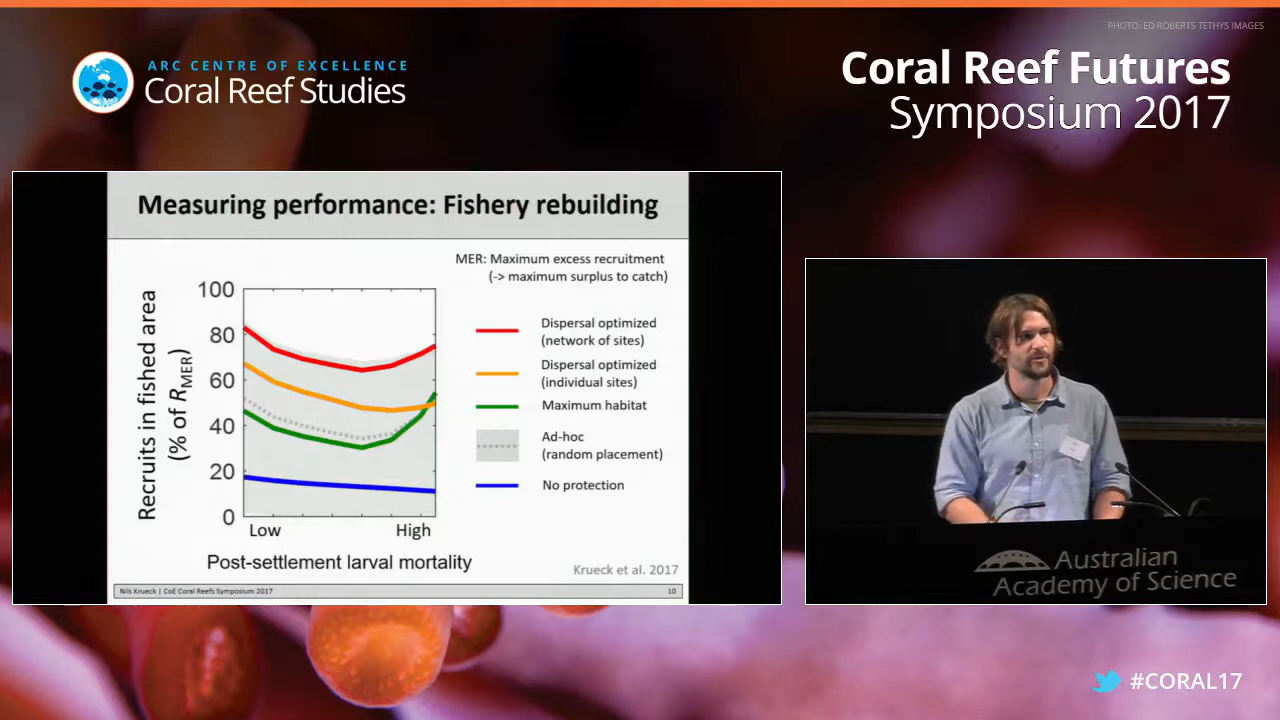 PHOTO: ED ROBERTS TETHYS IMAGES
ARC CENTRE OF EXCELLENCE
Coral Reef Studies
Coral Reef Futures
Symposium 2017
Measuring performance: Fishery rebuilding
MER: Maximum excess recruitment
(-> maximum surplus to catch)
Recruits in fished area
(% of RMER)
100
80
60
40
20
0
Low
High
Post-settlement larval mortality
Dispersal optimized
(network of sites)
Dispersal optimized
(individual sites)
Maximum habitat
Ad-hoc
(random placement)
No protection
Krueck et al. 2017
Nils Krueck | CoE Coral Reefs Symposium 2017
10
Australian
Academy of Science
#CORAL17